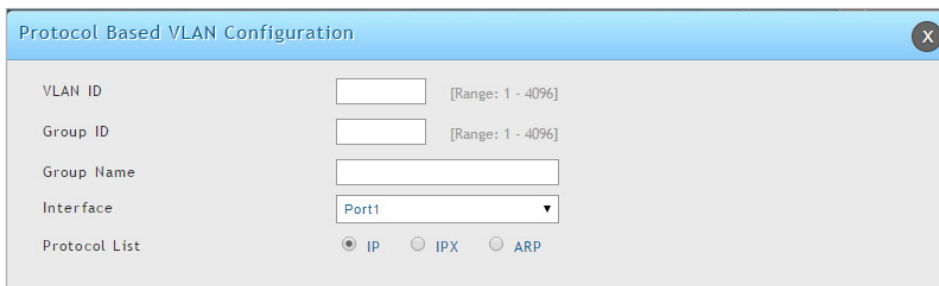 Protocol Based VLAN Configuration
X
VLAN ID [Range: 1 - 4096]
Group ID [Range: 1 - 4096]
Group Name
Interface Port1
Protocol List IP IPX ARP